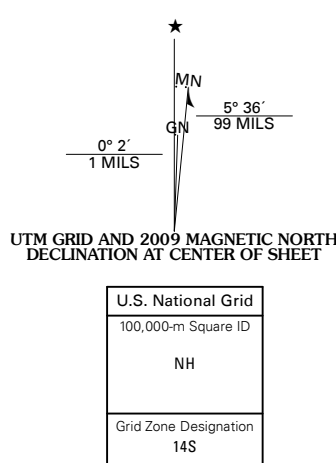 ★
MN
5° 36´
99 MILS
GN
0° 2´
1 MILS
UTM GRID AND 2009 MAGNETIC NORTH
DECLINATION AT CENTER OF SHEET
U.S. National Grid
100,000-m Square ID
NH
Grid Zone Designation
14S